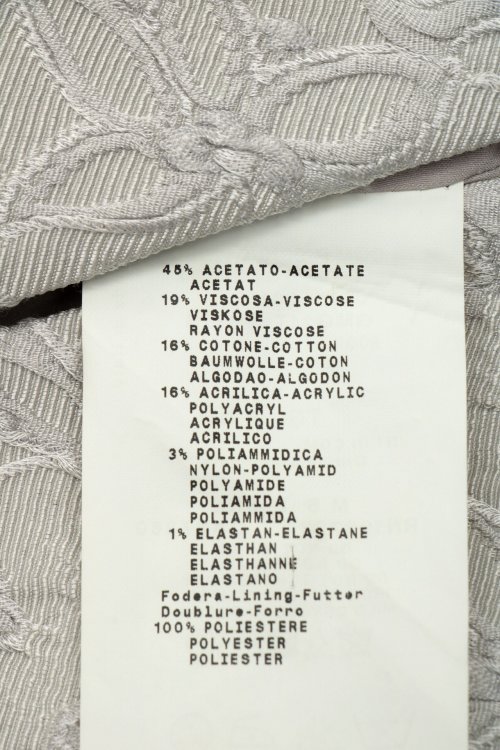 45% ACETATO-ACETATE
ACETAT
19% VISCOSA-VISCOSE
VISKOSE
RAYON VISCOSE
16% COTONE-COTTON
BAUMWOLLE-COTON
ALGODAO-ALGODON
16% ACRILICA-ACRYLIC
POLYACRYL
ACRYLIQUE
ACRILICO
3% POLIAMMIDICA
NYLON-POLYAMID
POLYAMIDE
POLIAMIDA
POLIAMMIDA
1% ELASTAN-ELASTANE
ELASTHAN
ELASTHANNE
ELASTANO
Fodera-Lining-Futter
Doublure-Forro
100% POLIESTERE
POLYESTER
POLIESTER